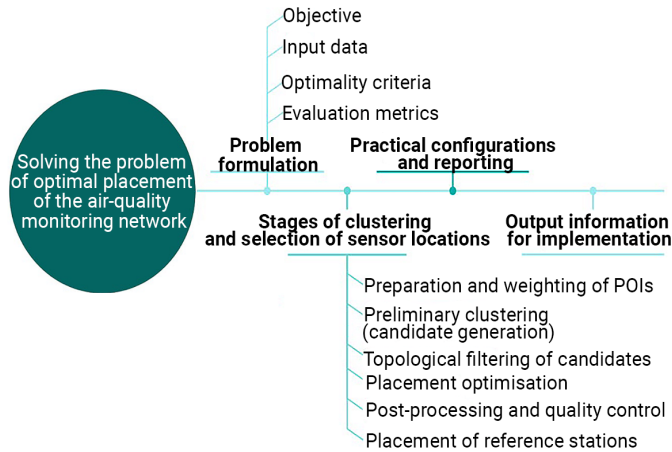 Solving the problem
of optimal placement
of the air-quality
monitoring network
Objective
Input data
Optimality criteria
Evaluation metrics
Problem
formulation
Practical configurations
and reporting
Stages of clustering
and selection of sensor locations
Output information
for implementation
Preparation and weighting of POIs
Preliminary clustering
(candidate generation)
Topological filtering of candidates
Placement optimisation
Post-processing and quality control
Placement of reference stations